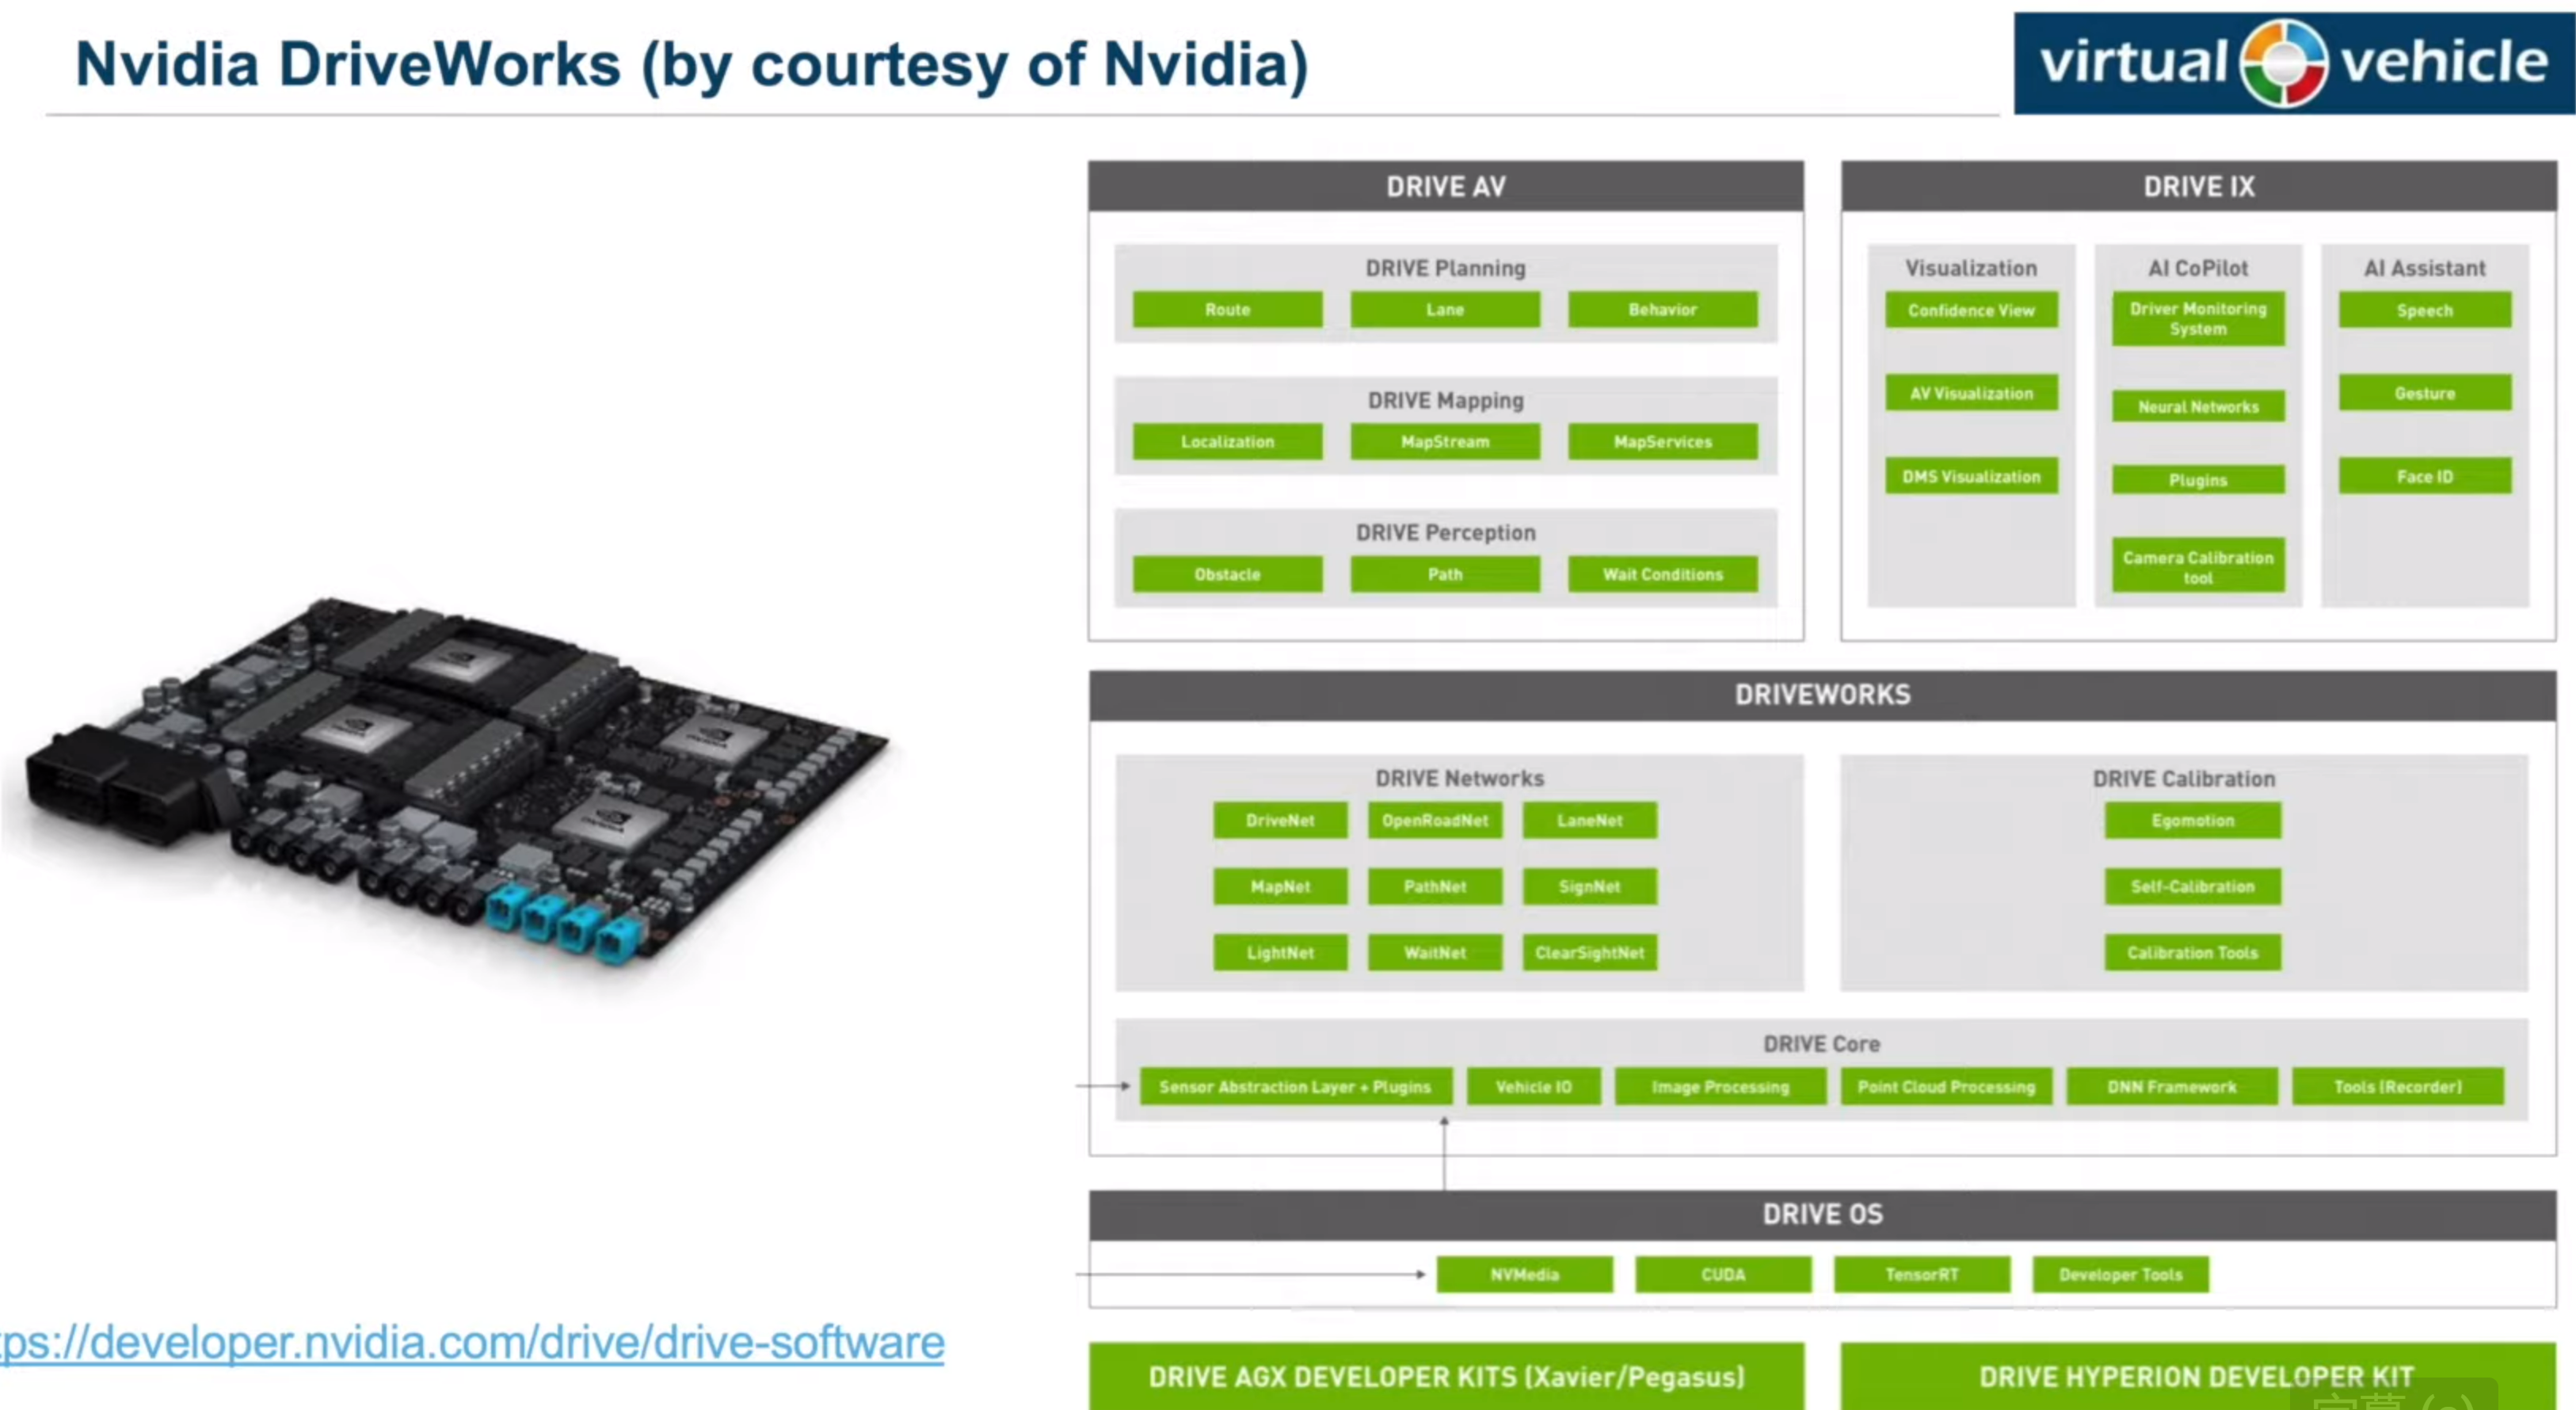 Nvidia DriveWorks (by courtesy of Nvidia)
virtual vehicle
DRIVE AV
DRIVE Planning
Route
Lane
Behavior
DRIVE Mapping
Localization
MapStream
MapServices
DRIVE Perception
Obstacle
Path
Wait Conditions
DRIVE IX
Visualization
Confidence View
AV Visualization
DMS Visualization
AI CoPilot
Driver Monitoring
System
Neural Networks
Plugins
Camera Calibration
tool
AI Assistant
Speech
Gesture
Face ID
DRIVEWORKS
DRIVE Networks
DriveNet
OpenRoadNet
LaneNet
MapNet
PathNet
SignNet
LightNet
WaitNet
ClearSightNet
DRIVE Calibration
Egomotion
Self-Calibration
Calibration Tools
DRIVE Core
Sensor Abstraction Layer + Plugins
Vehicle IO
Image Processing
Point Cloud Processing
DNN Framework
Tools (Recorder)
DRIVE OS
NVMedia
CUDA
TensorRT
Developer Tools
tps://developer.nvidia.com/drive/drive-software
DRIVE AGX DEVELOPER KITS (Xavier/Pegasus)
DRIVE HYPERION DEVELOPER KIT